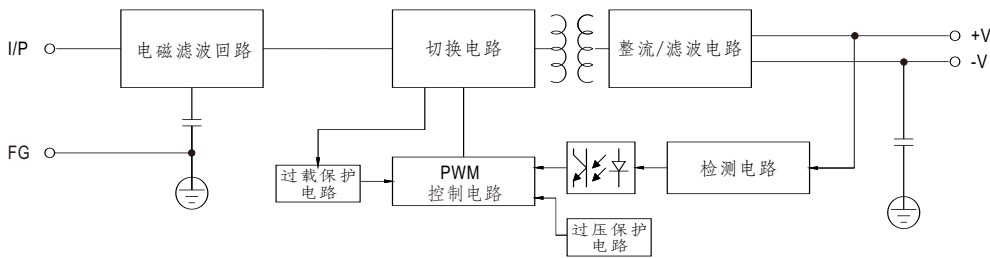 I/P
电磁滤波回路
切换电路
整流/滤波电路
+V
-V
FG
过载保护
电路
PWM
控制电路
检测电路
过压保护
电路